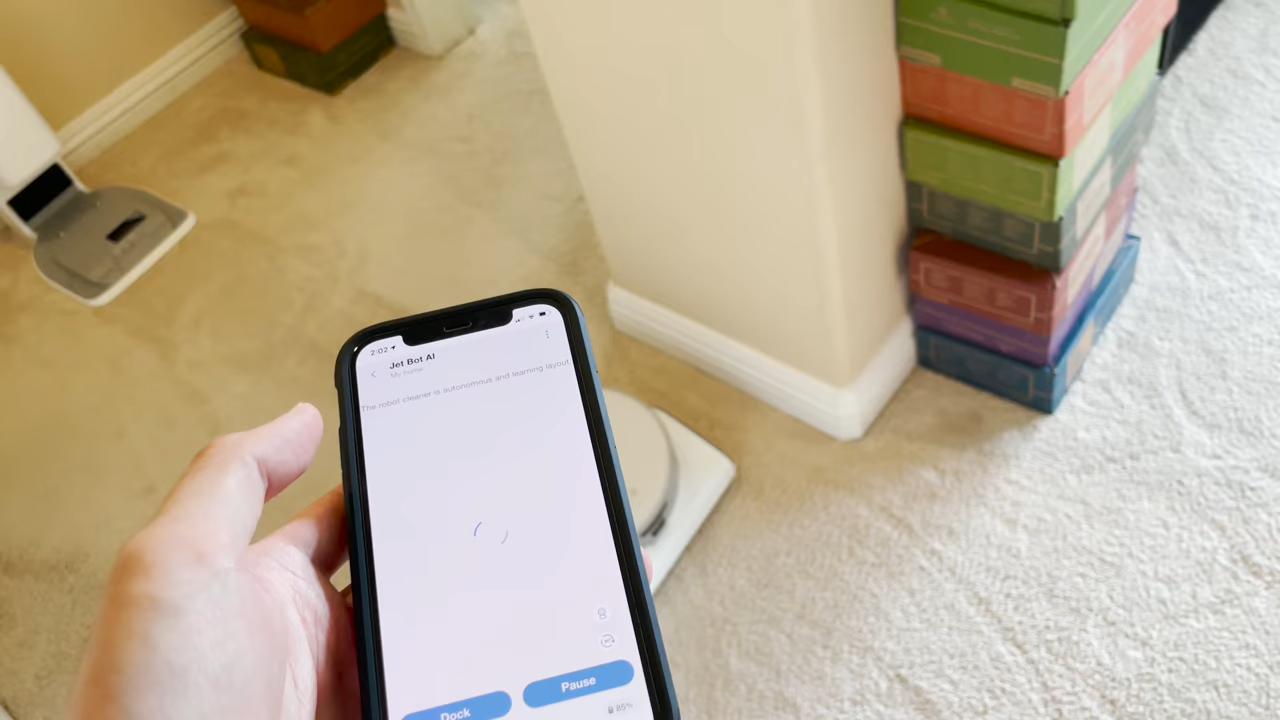 2:02
Jet Bot AI
My home
The robot cleaner is autonomous and learning layout
Pause
Dock
85%